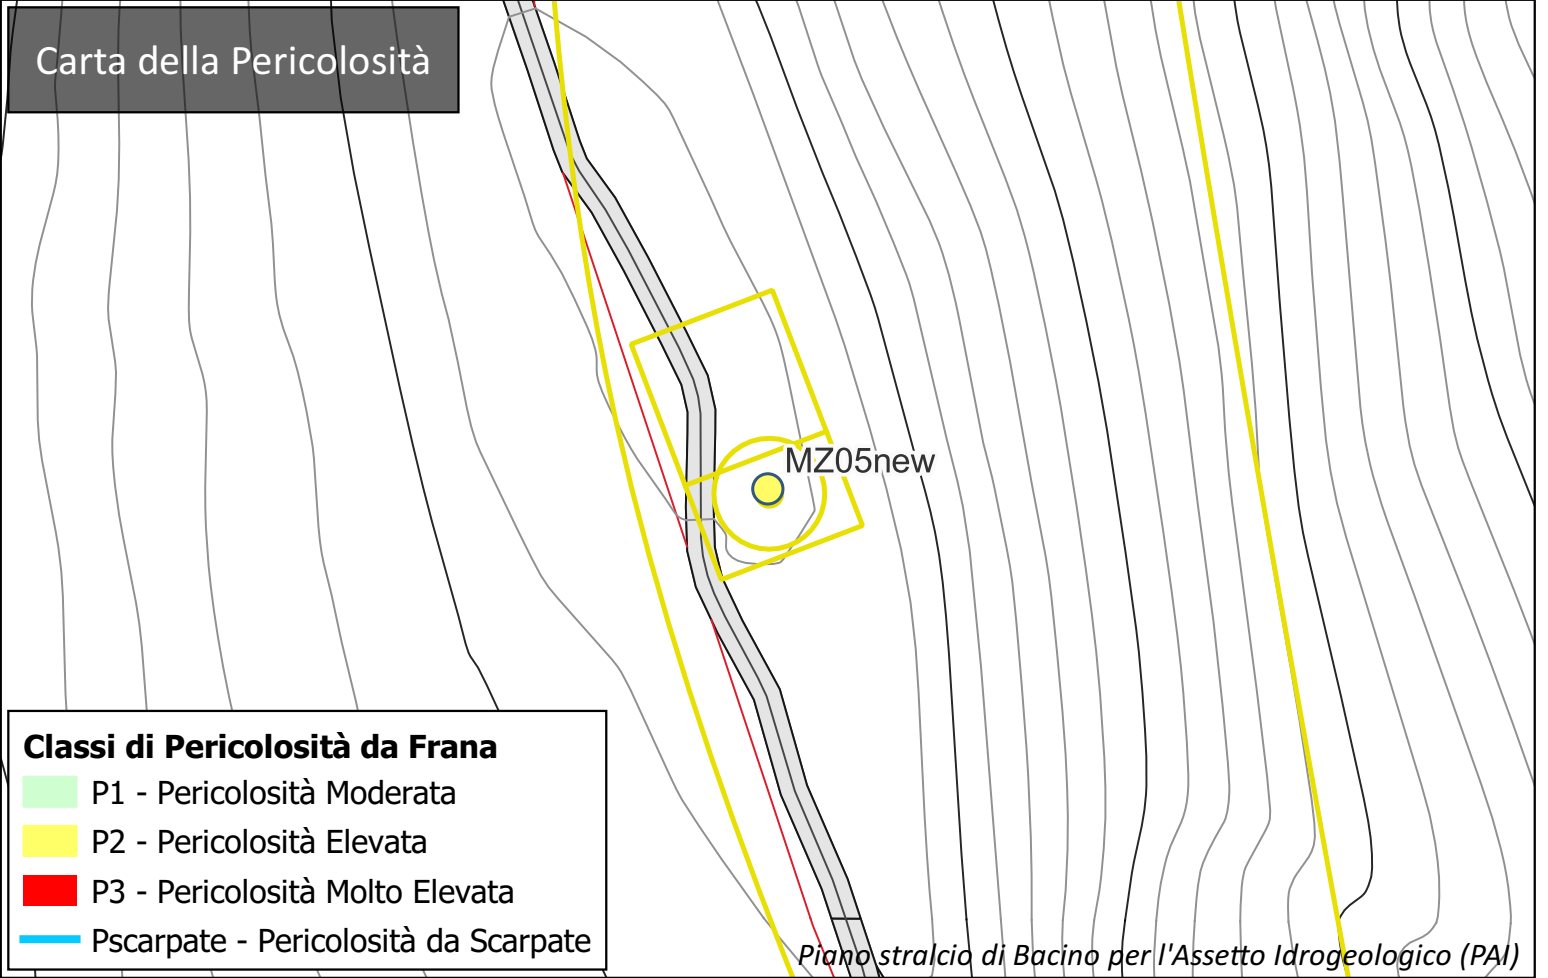 Carta della Pericolosità
MZ05new
Classi di Pericolosità da Frana
P1 - Pericolosità Moderata
P2 - Pericolosità Elevata
P3 - Pericolosità Molto Elevata
Pscarpate - Pericolosità da Scarpate
Piano stralcio di Bacino per l'Assetto Idrogeologico (PAI)